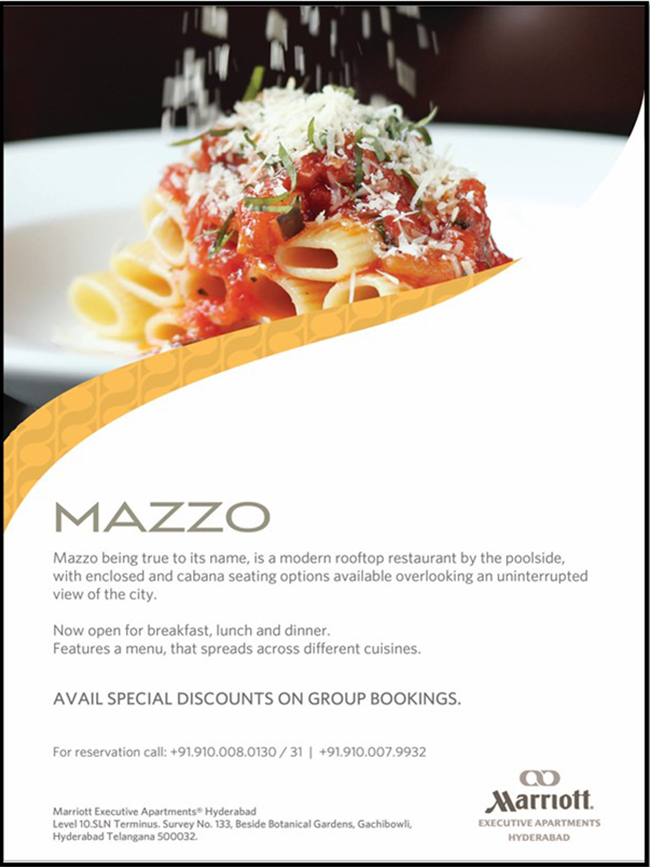 MAZZO
Mazzo being true to its name, is a modern rooftop restaurant by the poolside,
with enclosed and cabana seating options available overlooking an uninterrupted
view of the city.
Now open for breakfast, lunch and dinner.
Features a menu, that spreads across different cuisines.
AVAIL SPECIAL DISCOUNTS ON GROUP BOOKINGS.
For reservation call: +91.910.008.0130 / 31 | +91.910.007.9932
Marriott Executive Apartments® Hyderabad
Level 10.SLN Terminus. Survey No. 133, Beside Botanical Gardens, Gachibowli,
Hyderabad Telangana 500032.
Marriott.
EXECUTIVE APARTMENTS
HYDERABAD